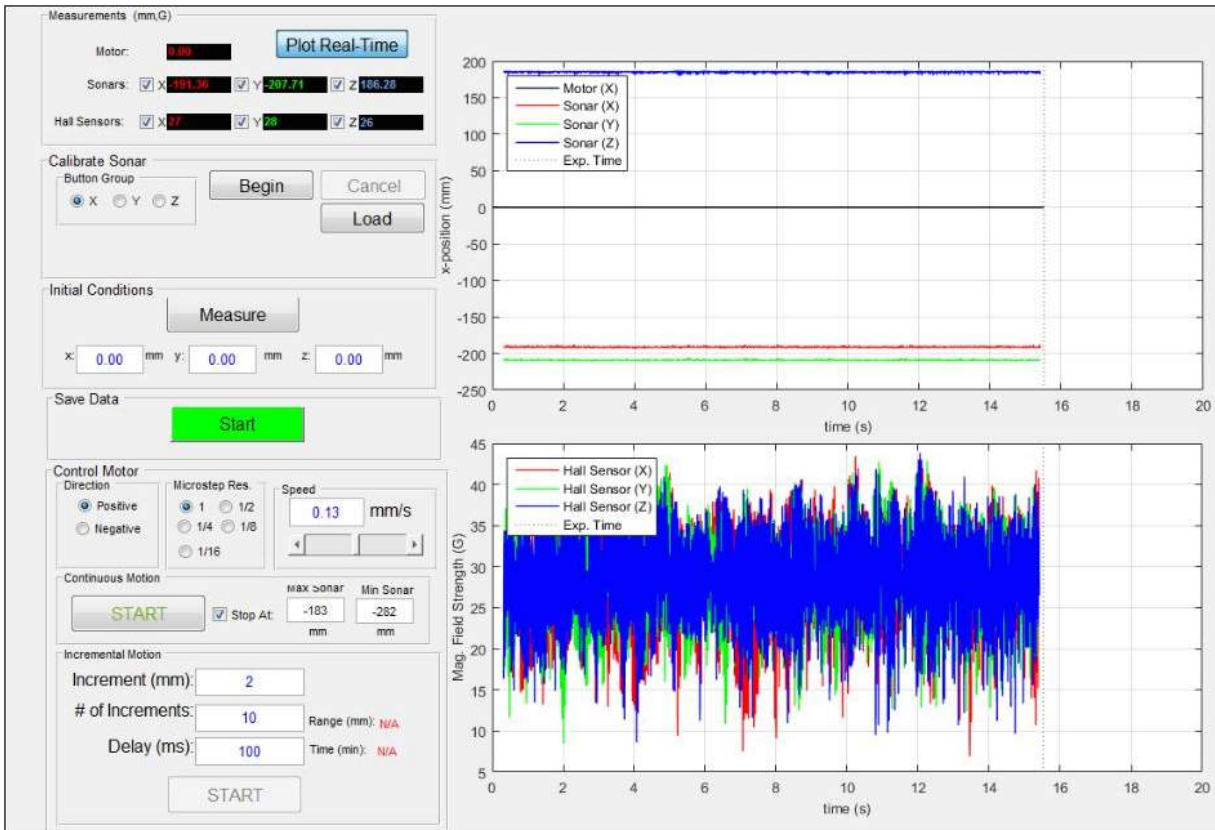 Measurements (mm,G)
Motor: 0.00 Plot Real-Time
Sonars: X -191.36 Y -207.71 Z 186.28
Hall Sensors: X 27 Y 28 Z 26
Calibrate Sonar
Button Group
X Y Z
Begin Cancel
Load
Initial Conditions
Measure
x: 0.00 mm y: 0.00 mm z: 0.00 mm
Save Data
Start
Control Motor
Direction
Positive
Negative
Microstep Res.
1 1/2
1/4 1/8
1/16
Speed
0.13 mm/s
Continuous Motion
START Stop At:
Max Sonar Min Sonar
-183 -282
mm mm
Incremental Motion
Increment (mm): 2
# of Increments: 10 Range (mm): N/A
Delay (ms): 100 Time (min): N/A
START
x-position (mm)
200
150
100
50
0
-50
-100
-150
-200
-250
Motor (X)
Sonar (X)
Sonar (Y)
Sonar (Z)
Exp. Time
0 2 4 6 8 10 12 14 16 18 20
time (s)
Mag. Field Strength (G)
45
40
35
30
25
20
15
10
5
Hall Sensor (X)
Hall Sensor (Y)
Hall Sensor (Z)
Exp. Time
0 2 4 6 8 10 12 14 16 18 20
time (s)